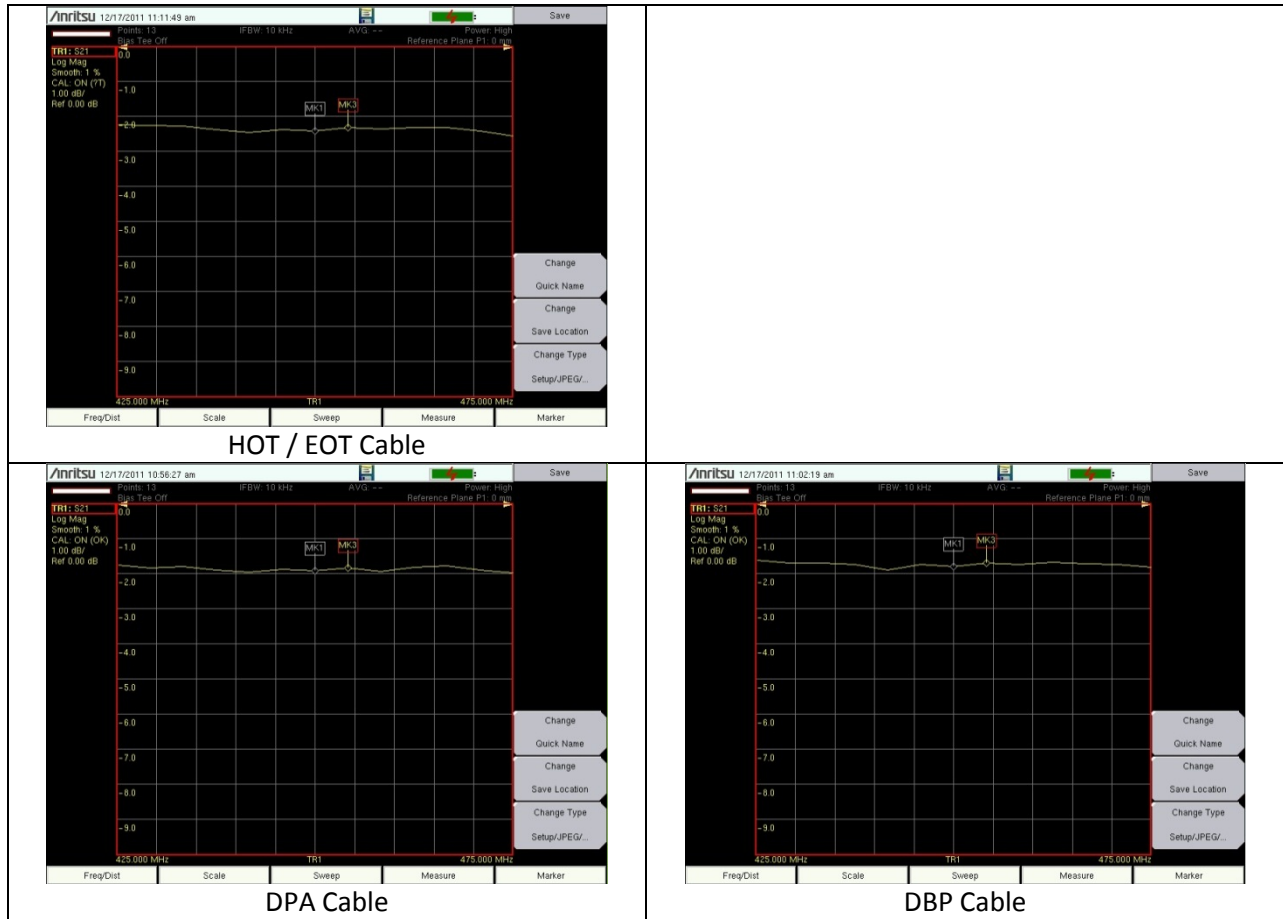 Anritsu 12/17/2011 11:11:49 am
Save
Points: 13 IFBW: 10 kHz AVG: -- Power: High
Bias Tee Off Reference Plane P1: 0 mm
TR1: S21
Log Mag
Smooth: 1 %
CAL: ON (?T)
1.00 dB/
Ref 0.00 dB
0.0
-1.0
MK1 MK3
-2.0
-3.0
-4.0
-5.0
-6.0
-7.0
-8.0
-9.0
Change
Quick Name
Change
Save Location
Change Type
Setup/JPEG/...
425.000 MHz TR1 475.000 MHz
Freq/Dist Scale Sweep Measure Marker
HOT / EOT Cable
Anritsu 12/17/2011 10:56:27 am
Save
Points: 13 IFBW: 10 kHz AVG: -- Power: High
Bias Tee Off Reference Plane P1: 0 mm
TR1: S21
Log Mag
Smooth: 1 %
CAL: ON (OK)
1.00 dB/
Ref 0.00 dB
0.0
-1.0
MK1 MK3
-2.0
-3.0
-4.0
-5.0
-6.0
-7.0
-8.0
-9.0
Change
Quick Name
Change
Save Location
Change Type
Setup/JPEG/...
425.000 MHz TR1 475.000 MHz
Freq/Dist Scale Sweep Measure Marker
DPA Cable
Anritsu 12/17/2011 11:02:19 am
Save
Points: 13 IFBW: 10 kHz AVG: -- Power: High
Bias Tee Off Reference Plane P1: 0 mm
TR1: S21
Log Mag
Smooth: 1 %
CAL: ON (OK)
1.00 dB/
Ref 0.00 dB
0.0
-1.0
MK1 MK3
-2.0
-3.0
-4.0
-5.0
-6.0
-7.0
-8.0
-9.0
Change
Quick Name
Change
Save Location
Change Type
Setup/JPEG/...
425.000 MHz TR1 475.000 MHz
Freq/Dist Scale Sweep Measure Marker
DBP Cable